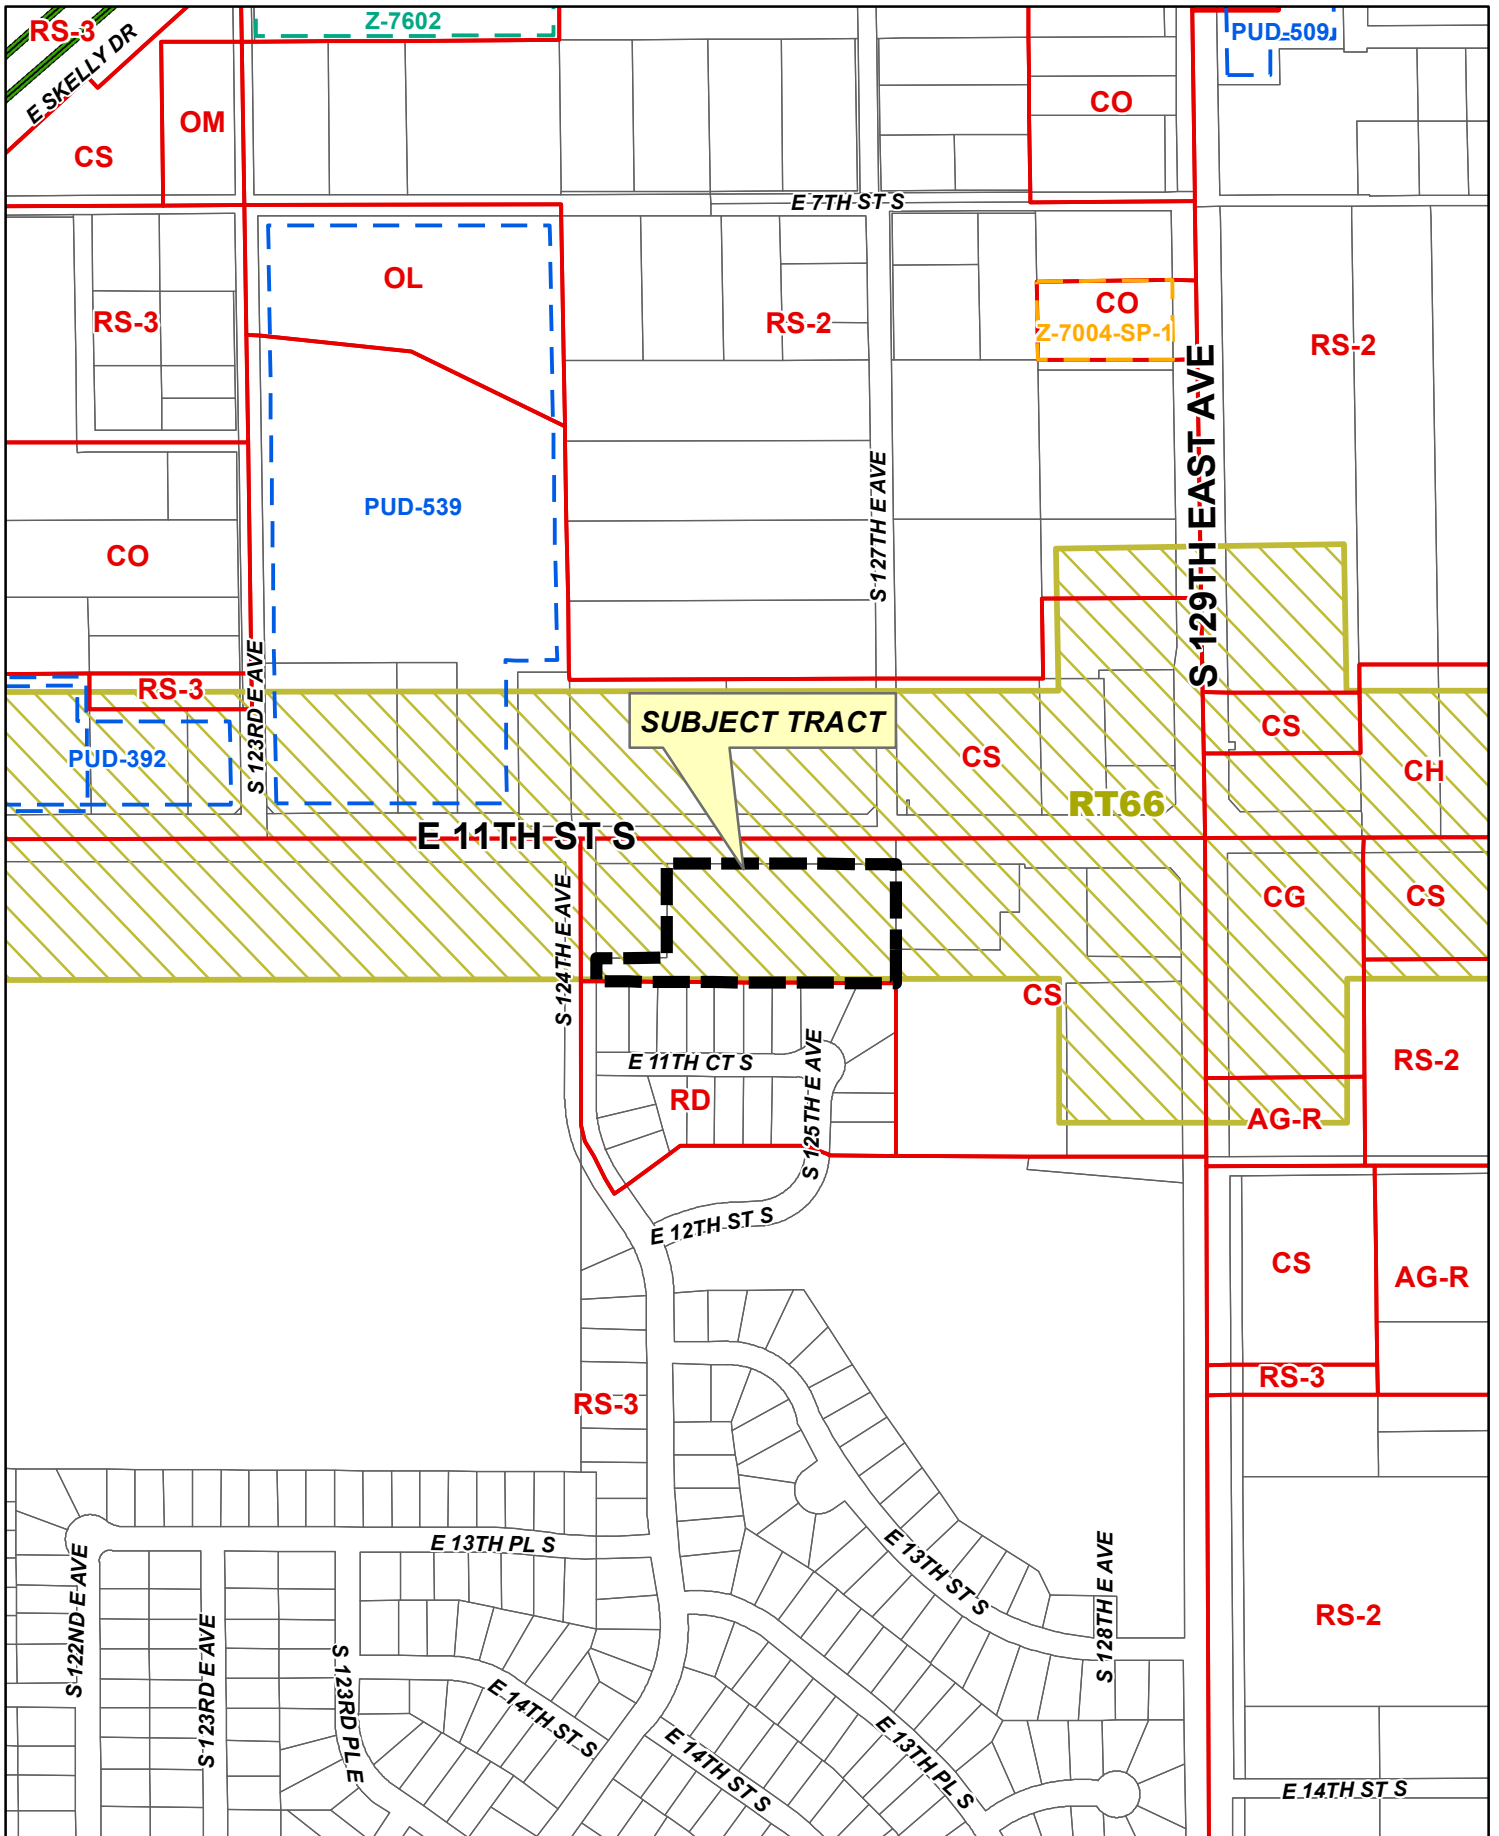 RS-3
E SKELLY DR
Z-7602
PUD-509
OM
CS
CO
E 7TH ST S
OL
RS-3
RS-2
CO
Z-7004-SP-1
RS-2
S 129TH EAST AVE
PUD-539
S 127TH E AVE
CO
S 123RD E AVE
RS-3
PUD-392
SUBJECT TRACT
CS
CS
CH
RT66
E 11TH ST S
S 124TH E AVE
CG
CS
CS
E 11TH CT S
RD
S 125TH E AVE
RS-2
AG-R
E 12TH ST S
CS
AG-R
RS-3
RS-3
E 13TH PL S
E 13TH ST S
S 128TH E AVE
S 122ND E AVE
S 123RD E AVE
S 123RD PL E
E 14TH ST S
E 14TH ST S
E 13TH PL S
RS-2
E 14TH ST S